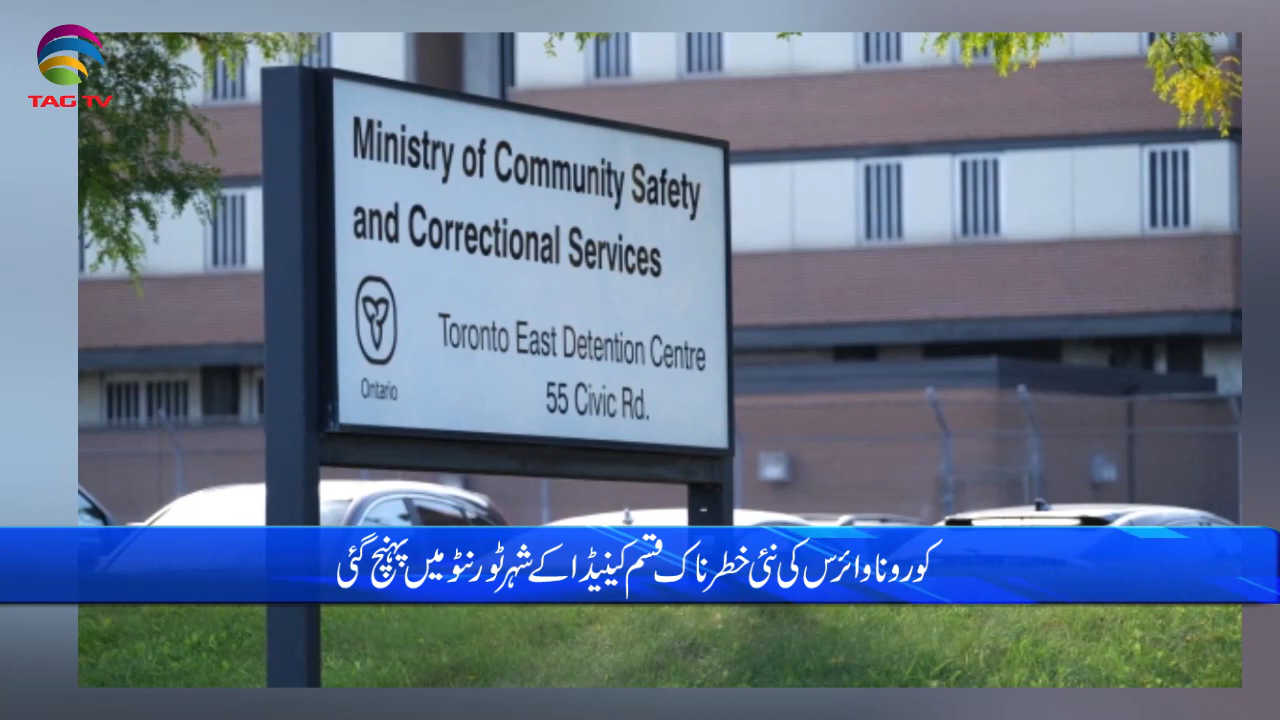 TAG TV
Ministry of Community Safety
and Correctional Services
Ontario
Toronto East Detention Centre
55 Civic Rd.
کورونا وائرس کی نئی خطرناک قسم کینیڈا کے شہر ٹورنٹو میں پہنچ گئی